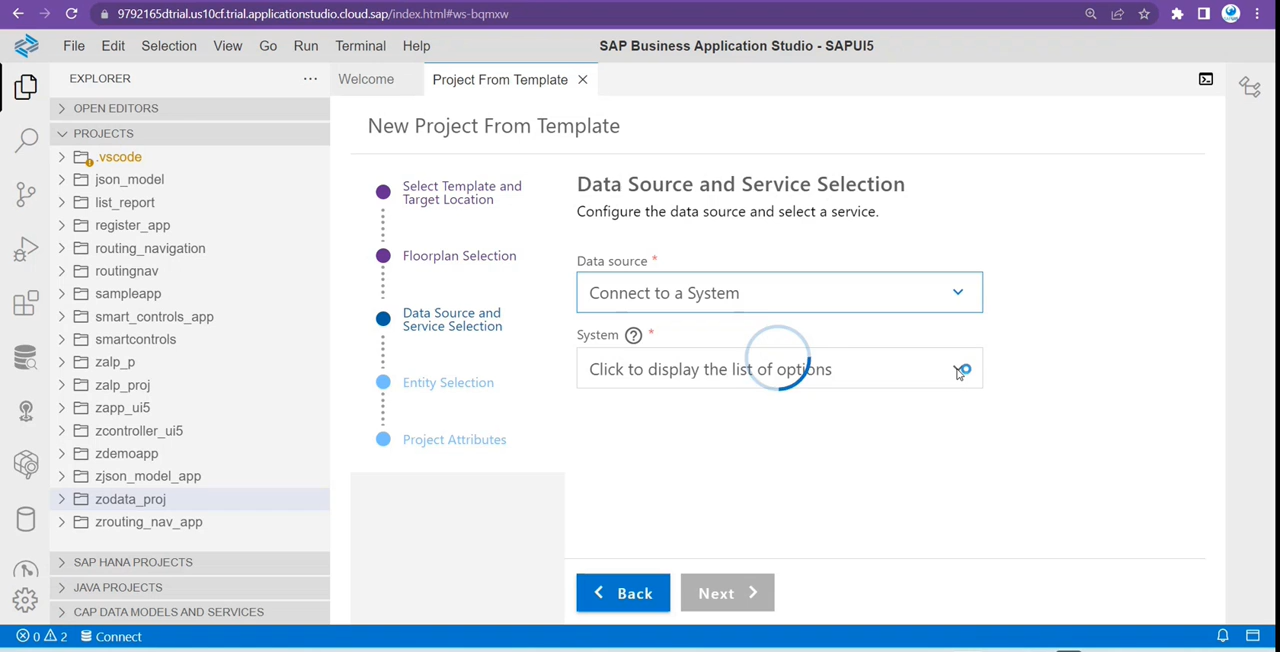 9792165dtrial.us10cf.trial.applicationstudio.cloud.sap/index.html#ws-bqmxw
File Edit Selection View Go Run Terminal Help
SAP Business Application Studio - SAPUI5
EXPLORER
OPEN EDITORS
PROJECTS
.vscode
json_model
list_report
register_app
routing_navigation
routingnav
sampleapp
smart_controls_app
smartcontrols
zalp_p
zalp_proj
zapp_ui5
zcontroller_ui5
zdemoapp
zjson_model_app
zodata_proj
zrouting_nav_app
SAP HANA PROJECTS
JAVA PROJECTS
CAP DATA MODELS AND SERVICES
Welcome
Project From Template
New Project From Template
Select Template and
Target Location
Floorplan Selection
Data Source and
Service Selection
Entity Selection
Project Attributes
Data Source and Service Selection
Configure the data source and select a service.
Data source *
Connect to a System
System ? *
Click to display the list of options
Back
Next
0 2 Connect